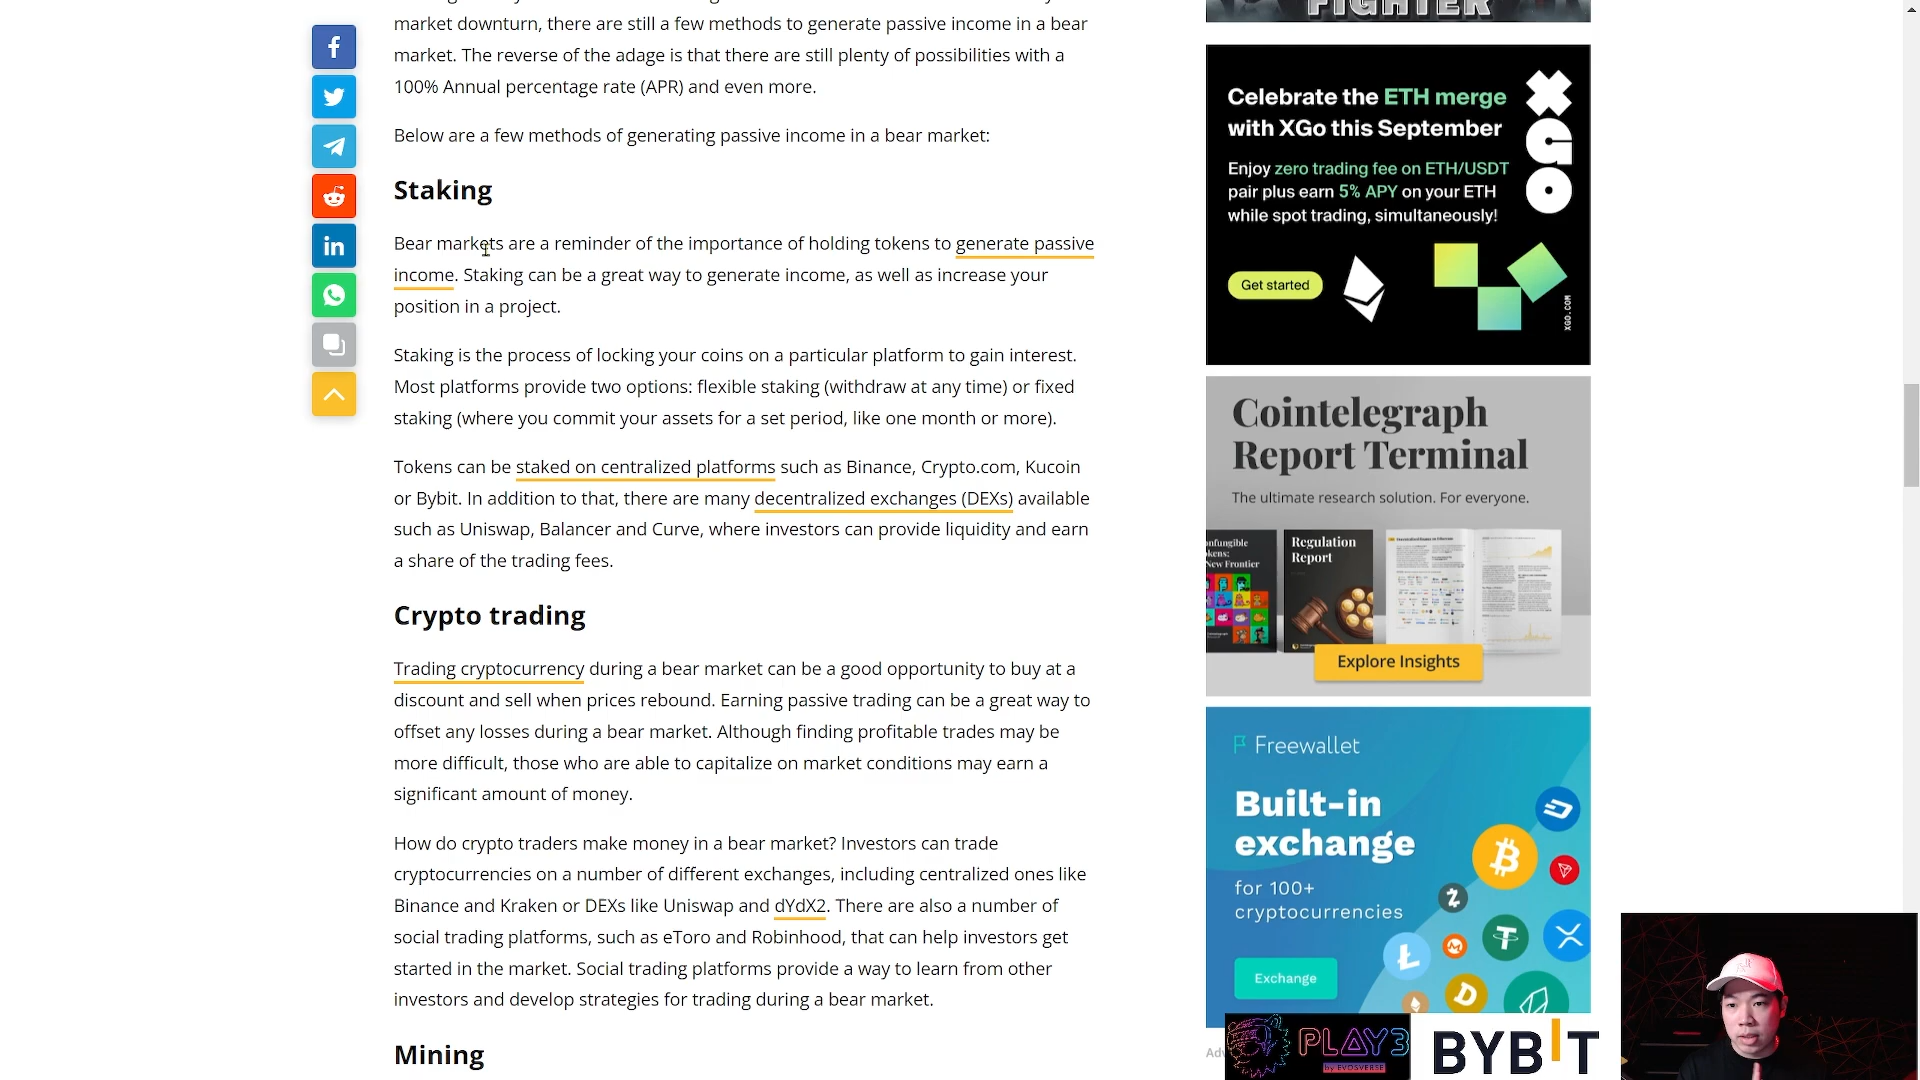 market downturn, there are still a few methods to generate passive income in a bear
market. The reverse of the adage is that there are still plenty of possibilities with a
100% Annual percentage rate (APR) and even more.
Below are a few methods of generating passive income in a bear market:
Staking
Bear markets are a reminder of the importance of holding tokens to generate passive
income. Staking can be a great way to generate income, as well as increase your
position in a project.
Staking is the process of locking your coins on a particular platform to gain interest.
Most platforms provide two options: flexible staking (withdraw at any time) or fixed
staking (where you commit your assets for a set period, like one month or more).
Tokens can be staked on centralized platforms such as Binance, Crypto.com, Kucoin
or Bybit. In addition to that, there are many decentralized exchanges (DEXs) available
such as Uniswap, Balancer and Curve, where investors can provide liquidity and earn
a share of the trading fees.
Crypto trading
Trading cryptocurrency during a bear market can be a good opportunity to buy at a
discount and sell when prices rebound. Earning passive trading can be a great way to
offset any losses during a bear market. Although finding profitable trades may be
more difficult, those who are able to capitalize on market conditions may earn a
significant amount of money.
How do crypto traders make money in a bear market? Investors can trade
cryptocurrencies on a number of different exchanges, including centralized ones like
Binance and Kraken or DEXs like Uniswap and dYdX2. There are also a number of
social trading platforms, such as eToro and Robinhood, that can help investors get
started in the market. Social trading platforms provide a way to learn from other
investors and develop strategies for trading during a bear market.
Mining
FIGHTER
Celebrate the ETH merge
with XGo this September
Enjoy zero trading fee on ETH/USDT
pair plus earn 5% APY on your ETH
while spot trading, simultaneously!
Get started
XGO
XGO.COM
Cointelegraph
Report Terminal
The ultimate research solution. For everyone.
New Frontier
Regulation
Report
Explore Insights
Freewallet
Built-in
exchange
for 100+
cryptocurrencies
Exchange
PLAY3
by EVOSVERSE
BYBIT